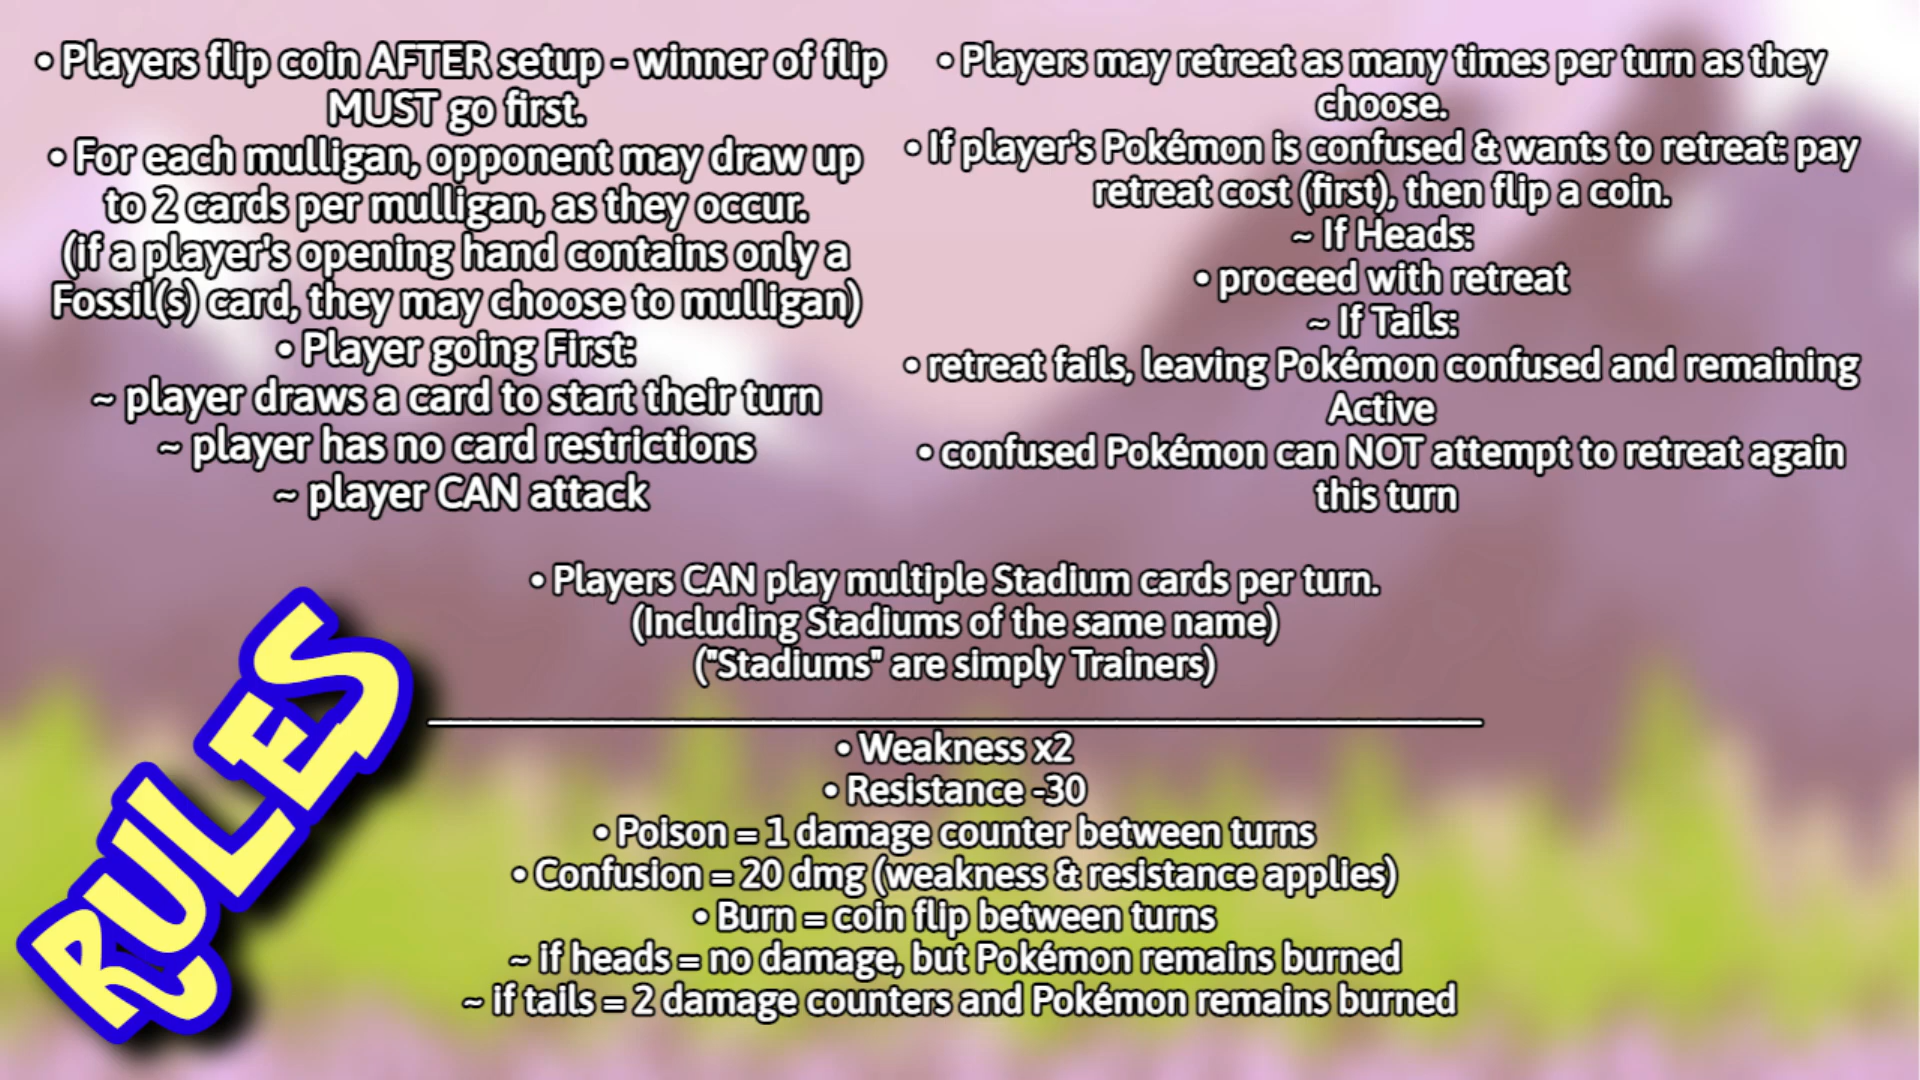 • Players flip coin AFTER setup - winner of flip
MUST go first.
• For each mulligan, opponent may draw up
to 2 cards per mulligan, as they occur.
(if a player's opening hand contains only a
Fossil(s) card, they may choose to mulligan)
• Player going First:
~ player draws a card to start their turn
~ player has no card restrictions
~ player CAN attack
• Players may retreat as many times per turn as they
choose.
• If player's Pokémon is confused & wants to retreat: pay
retreat cost (first), then flip a coin.
~ If Heads:
• proceed with retreat
~ If Tails:
• retreat fails, leaving Pokémon confused and remaining
Active
• confused Pokémon can NOT attempt to retreat again
this turn
• Players CAN play multiple Stadium cards per turn.
(Including Stadiums of the same name)
("Stadiums" are simply Trainers)
RULES
• Weakness x2
• Resistance -30
• Poison = 1 damage counter between turns
• Confusion = 20 dmg (weakness & resistance applies)
• Burn = coin flip between turns
~ if heads = no damage, but Pokémon remains burned
~ if tails = 2 damage counters and Pokémon remains burned